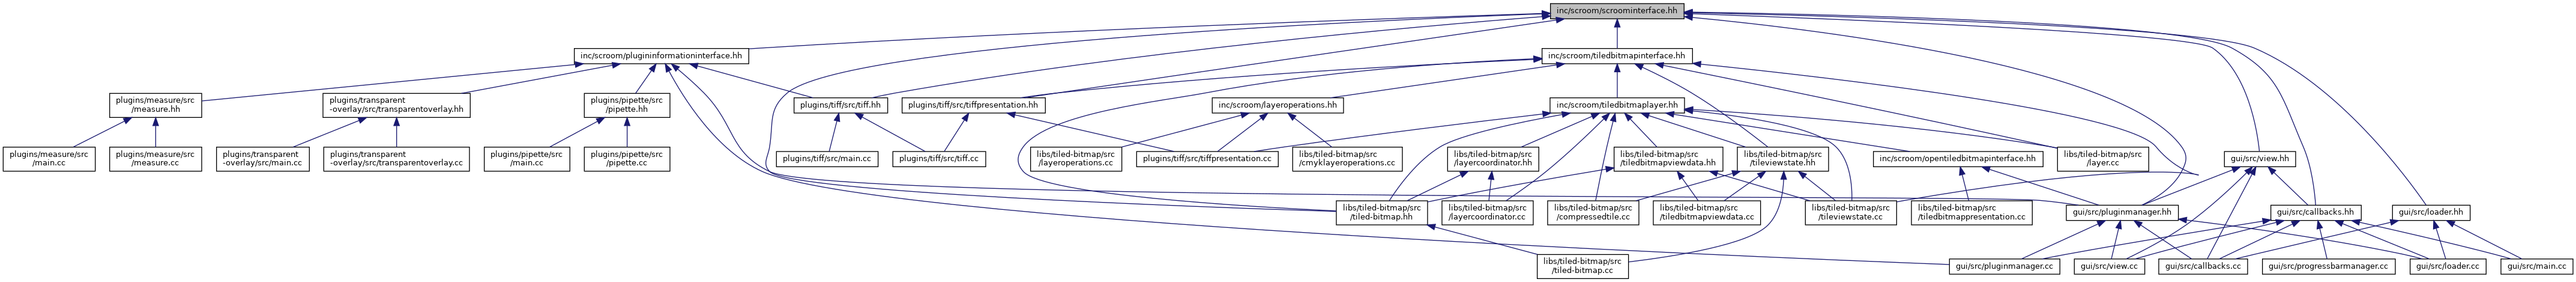 inc/scroom/scroominterface.hh
inc/scroom/plugininformationinterface.hh
inc/scroom/tiledbitmapinterface.hh
plugins/measure/src
/measure.hh
plugins/transparent
-overlay/src/transparentoverlay.hh
plugins/pipette/src
/pipette.hh
plugins/tiff/src/tiff.hh
plugins/tiff/src/tiffpresentation.hh
inc/scroom/layeroperations.hh
inc/scroom/tiledbitmaplayer.hh
plugins/measure/src
/main.cc
plugins/measure/src
/measure.cc
plugins/transparent
-overlay/src/main.cc
plugins/transparent
-overlay/src/transparentoverlay.cc
plugins/pipette/src
/main.cc
plugins/pipette/src
/pipette.cc
plugins/tiff/src/main.cc
plugins/tiff/src/tiff.cc
libs/tiled-bitmap/src
/layeroperations.cc
plugins/tiff/src/tiffpresentation.cc
libs/tiled-bitmap/src
/cmyklayeroperations.cc
libs/tiled-bitmap/src
/layercoordinator.hh
libs/tiled-bitmap/src
/tiledbitmapviewdata.hh
libs/tiled-bitmap/src
/tileviewstate.hh
inc/scroom/opentiledbitmapinterface.hh
libs/tiled-bitmap/src
/layer.cc
gui/src/view.hh
libs/tiled-bitmap/src
/tiled-bitmap.hh
libs/tiled-bitmap/src
/layercoordinator.cc
libs/tiled-bitmap/src
/compressedtile.cc
libs/tiled-bitmap/src
/tiledbitmapviewdata.cc
libs/tiled-bitmap/src
/tileviewstate.cc
libs/tiled-bitmap/src
/tiledbitmappresentation.cc
gui/src/pluginmanager.hh
gui/src/callbacks.hh
gui/src/loader.hh
libs/tiled-bitmap/src
/tiled-bitmap.cc
gui/src/pluginmanager.cc
gui/src/view.cc
gui/src/callbacks.cc
gui/src/progressbarmanager.cc
gui/src/loader.cc
gui/src/main.cc